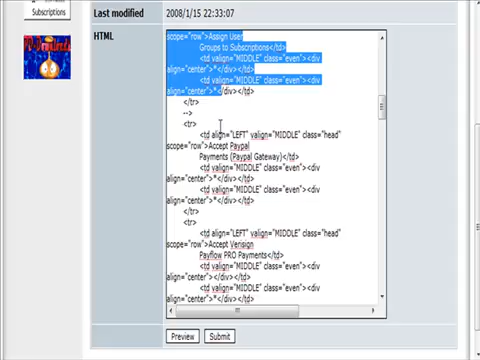 Subscriptions
Last modified
2008/1/15 22:33:07
HTML
scope="row">Assign User
Groups to Subscriptions</td>
<td valign="MIDDLE" class="even"><div
align="center">*</div></td>
<td valign="MIDDLE" class="even"><div
align="center">*</div></td>
</tr>
-->
<tr>
<td align="LEFT" valign="MIDDLE" class="head"
scope="row">Accept Paypal
Payments (Paypal Gateway)</td>
<td valign="MIDDLE" class="even"><div
align="center">*</div></td>
<td valign="MIDDLE" class="even"><div
align="center">*</div></td>
</tr>
<tr>
<td align="LEFT" valign="MIDDLE" class="head"
scope="row">Accept Verisign
Payflow PRO Payments</td>
<td valign="MIDDLE" class="even"><div
align="center"></div></td>
<td valign="MIDDLE" class="even"><div
align="center">*</div></td>
Preview
Submit